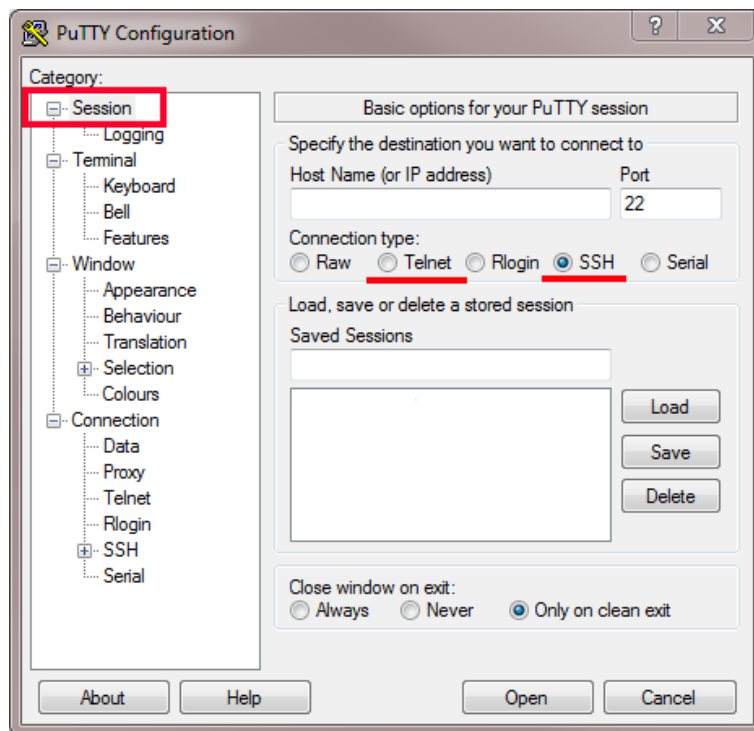 PuTTY Configuration
?
Category:
Session
Logging
Terminal
Keyboard
Bell
Features
Window
Appearance
Behaviour
Translation
Selection
Colours
Connection
Data
Proxy
Telnet
Rlogin
SSH
Serial
Basic options for your PuTTY session
Specify the destination you want to connect to
Host Name (or IP address) Port
22
Connection type:
Raw Telnet Rlogin SSH Serial
Load, save or delete a stored session
Saved Sessions
Load
Save
Delete
Close window on exit:
Always Never Only on clean exit
About Help Open Cancel